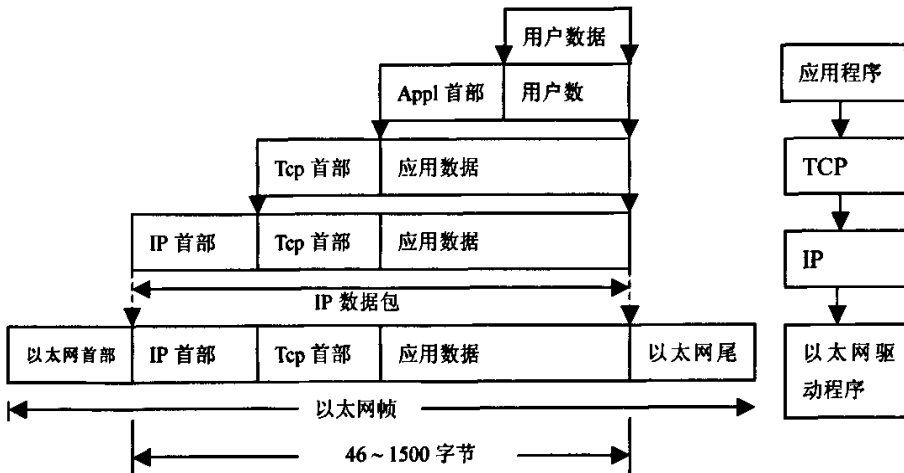 用户数据
Appl 首部 用户数
应用程序
Tcp 首部 应用数据
TCP
IP 首部 Tcp 首部 应用数据
IP
IP 数据包
以太网首部 IP 首部 Tcp 首部 应用数据 以太网尾
以太网驱
动程序
以太网帧
46～1500 字节